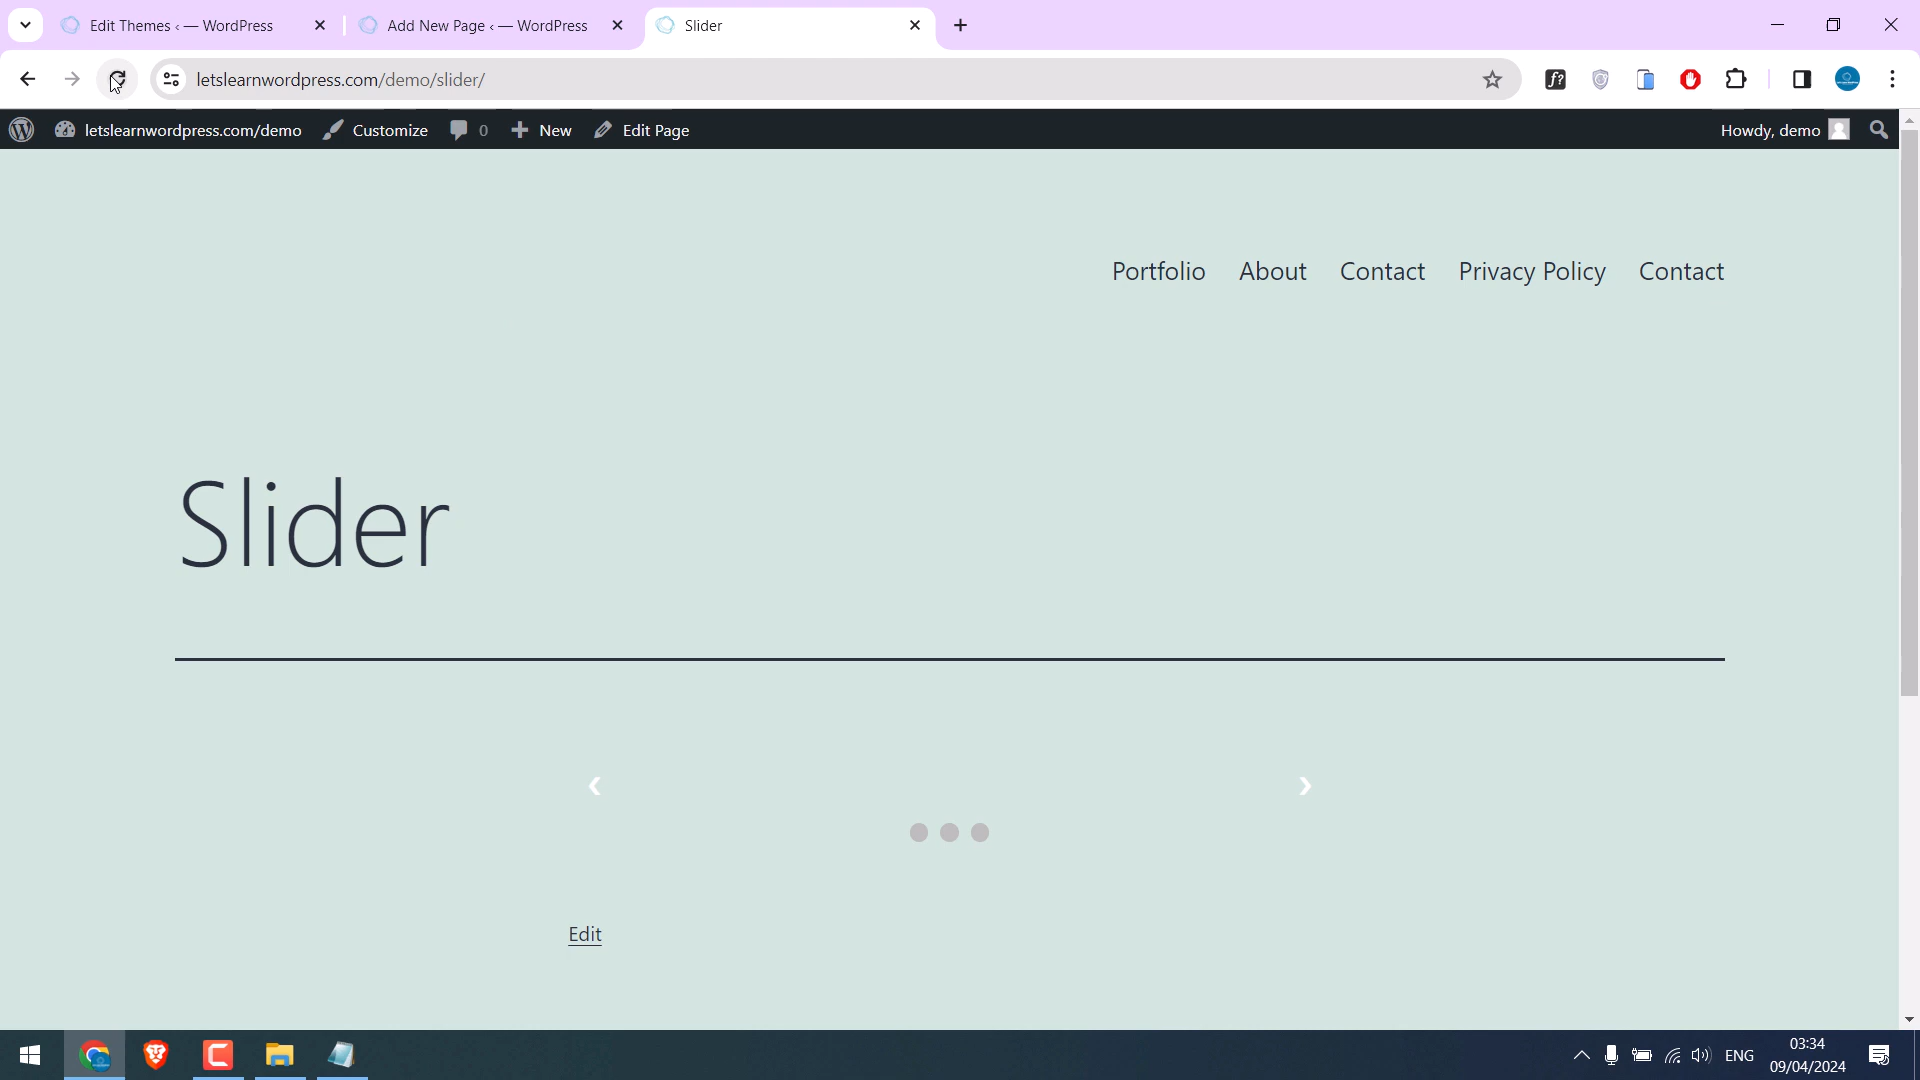 Edit Themes ‹ — WordPress
Add New Page ‹ — WordPress
Slider
letslearnwordpress.com/demo/slider/
letslearnwordpress.com/demo
Customize
0
New
Edit Page
Howdy, demo
Portfolio
About
Contact
Privacy Policy
Contact
Slider
‹
›
Edit
ENG
03:34
09/04/2024